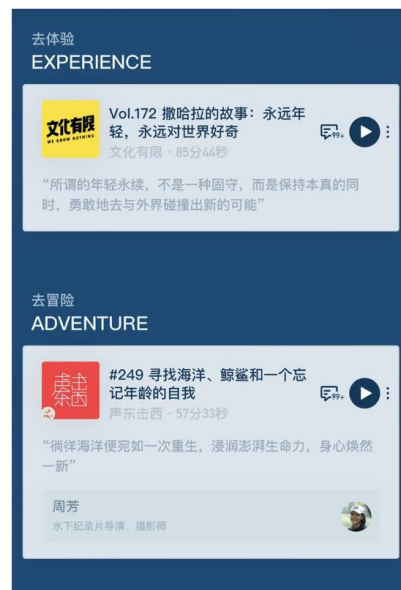 去体验
EXPERIENCE
文化有限
WE KNOW NOTHING
Vol.172 撒哈拉的故事：永远年
轻，永远对世界好奇
文化有限 · 85分44秒
99+
“所谓的年轻永续，不是一种固守，而是保持本真的同
时，勇敢地去与外界碰撞出新的可能”
去冒险
ADVENTURE
声东击西
#249 寻找海洋、鲸鲨和一个忘
记年龄的自我
声东击西 · 57分33秒
99+
“徜徉海洋便宛如一次重生，浸润澎湃生命力，身心焕然
一新”
周芳
水下纪录片导演、摄影师